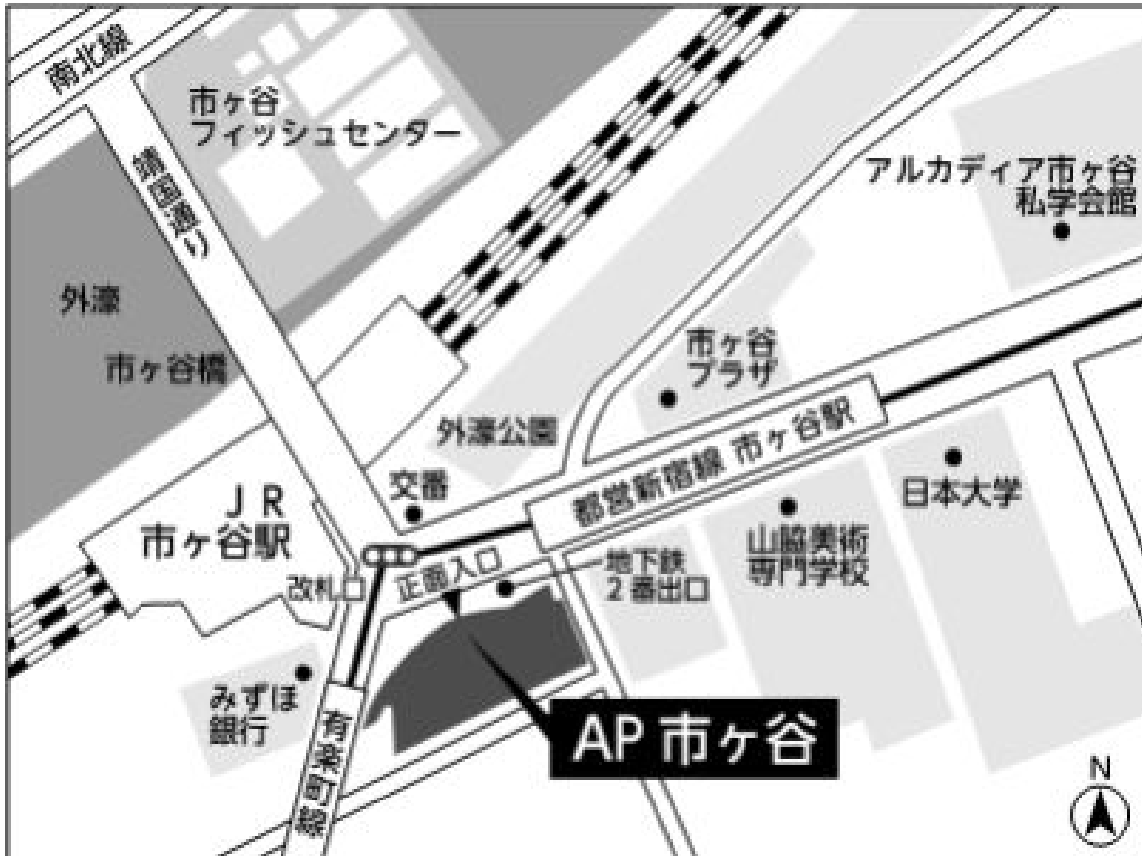 南北線
市ヶ谷
フィッシュセンター
靖国通り
アルカディア市ヶ谷
私学会館
外濠
市ヶ谷橋
市ヶ谷
プラザ
外濠公園
都営新宿線 市ヶ谷駅
交番
日本大学
JR
市ヶ谷駅
山脇美術
専門学校
改札
正面入口
地下鉄
2番出口
みずほ
銀行
有楽町線
AP 市ヶ谷
N